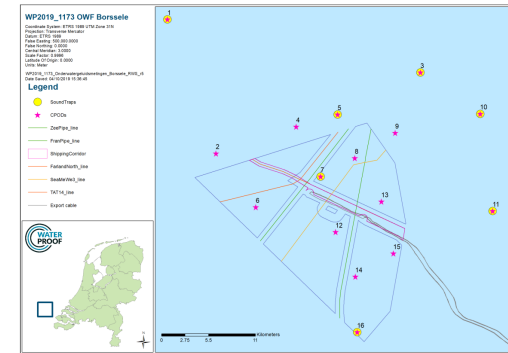 WP2019_1173 OWF Borssele
Coordinate System: ETRS 1989 UTM Zone 31N
Projection: Transverse Mercator
Datum: ETRS 1989
False Easting: 500,000.0000
False Northing: 0.0000
Central Meridian: 3.0000
Scale Factor: 0.9996
Latitude Of Origin: 0.0000
Units: Meter
WP2019_1173_Onderwatergeluidsmetingen_Borssele_RWS_r6
Date Saved: 04/10/2019 15:36:45
Legend
SoundTraps
CPODs
ZeePipe_line
FranPipe_line
ShippingCorridor
FarlandNorth_line
SeaMeWe3_line
TAT14_line
Export cable
WATER
PROOF
1
3
10
5
4
9
2
8
7
13
6
11
12
15
14
16
Kilometers
0 2.75 5.5 11